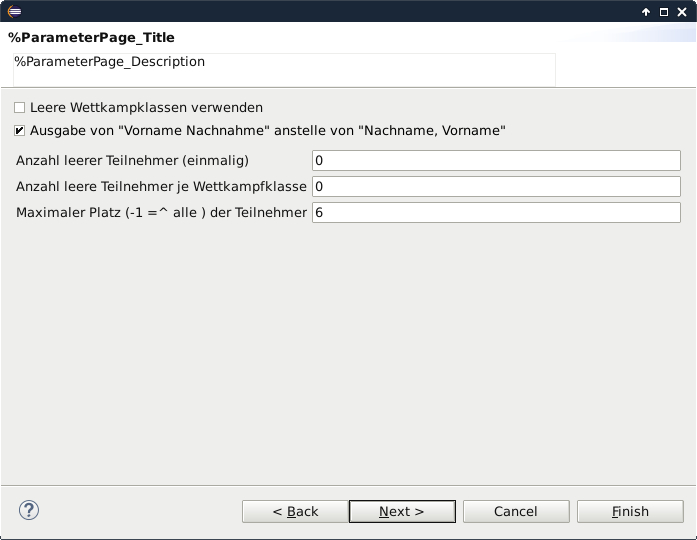 %ParameterPage_Title
%ParameterPage_Description
Leere Wettkampklassen verwenden
Ausgabe von "Vorname Nachnahme" anstelle von "Nachname, Vorname"
Anzahl leerer Teilnehmer (einmalig) 0
Anzahl leere Teilnehmer je Wettkampfklasse 0
Maximaler Platz (-1 =^ alle ) der Teilnehmer 6
? < Back Next > Cancel Finish